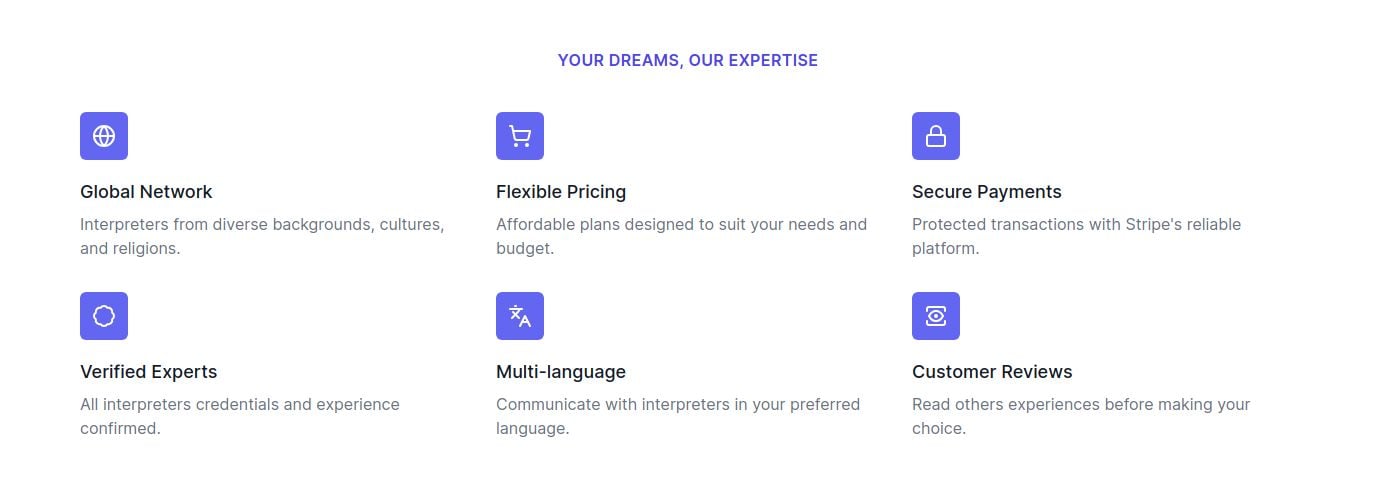 YOUR DREAMS, OUR EXPERTISE
Global Network
Interpreters from diverse backgrounds, cultures,
and religions.
Flexible Pricing
Affordable plans designed to suit your needs and
budget.
Secure Payments
Protected transactions with Stripe's reliable
platform.
Verified Experts
All interpreters credentials and experience
confirmed.
Multi-language
Communicate with interpreters in your preferred
language.
Customer Reviews
Read others experiences before making your
choice.